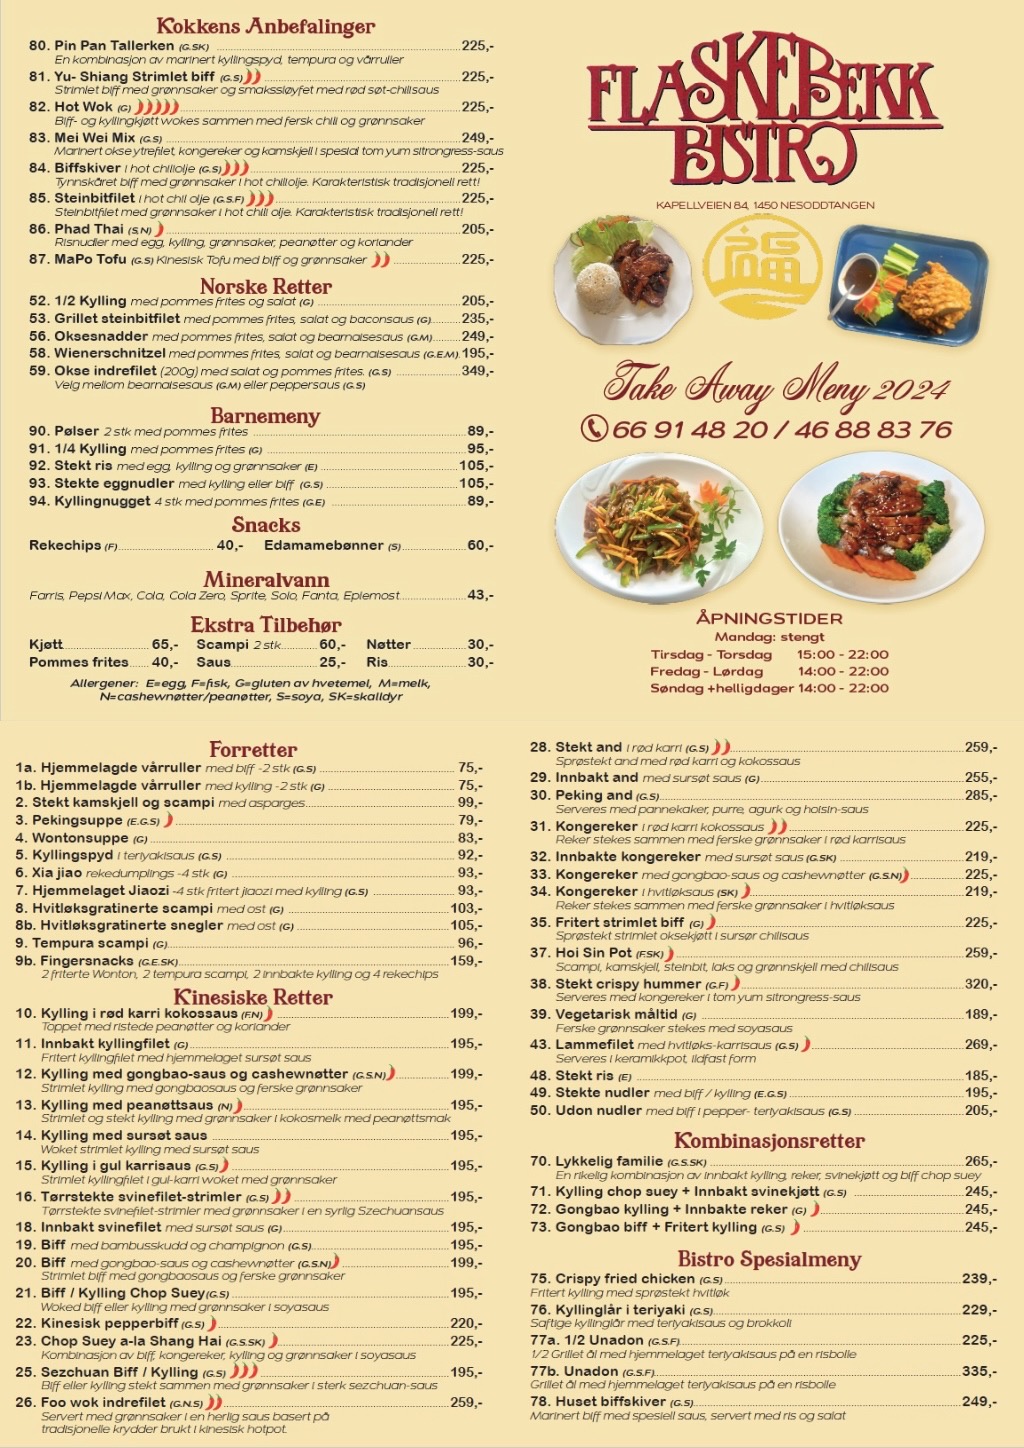 Kokkens Anbefalinger
80. Pin Pan Tallerken (G.SK) 225,-
En kombinasjon av marinert kyllingspyd, tempura og vårruller
81. Yu- Shiang Strimlet biff (G.S) 225,-
Strimlet biff med grønnsaker og smakssløyfet med rød søt-chilisaus
82. Hot Wok (G) 225,-
Biff- og kyllingkjøtt wokes sammen med fersk chili og grønnsaker
83. Mei Wei Mix (G.S) 249,-
Marinert okse ytrefilet, kongereker og kamskjell i spesial tom yum sitrongress-saus
84. Biffskiver i hot chiliolje (G.S) 225,-
Tynnskåret biff med grønnsaker i hot chiliolje. Karakteristisk tradisjonell rett!
85. Steinbitfilet i hot chil olje (G.S.F) 225,-
Steinbitfilet med grønnsaker i hot chili olje. Karakteristisk tradisjonell rett!
86. Phad Thai (S,N) 205,-
Risnudler med egg, kylling, grønnsaker, peanøtter og koriander
87. MaPo Tofu (G.S) Kinesisk Tofu med biff og grønnsaker 225,-
Norske Retter
52. 1/2 Kylling med pommes frites og salat (G) 205,-
53. Grillet steinbitfilet med pommes frites, salat og baconsaus (G) 235,-
56. Oksesnadder med pommes frites, salat og bearnaisesaus (G.M) 249,-
58. Wienerschnitzel med pommes frites, salat og bearnaisesaus (G.E.M) 195,-
59. Okse indrefilet (200g) med salat og pommes frites. (G.S) 349,-
Velg mellom bearnaisesaus (G.M) eller peppersaus (G.S)
Barnemeny
90. Pølser 2 stk med pommes frites 89,-
91. 1/4 Kylling med pommes frites (G) 95,-
92. Stekt ris med egg, kylling og grønnsaker (E) 105,-
93. Stekte eggnudler med kylling eller biff (G.S) 105,-
94. Kyllingnugget 4 stk med pommes frites (G.E) 89,-
Snacks
Rekechips (F) 40,- Edamamebønner (S) 60,-
Mineralvann
Farris, Pepsi Max, Cola, Cola Zero, Sprite, Solo, Fanta, Eplemost 43,-
Ekstra Tilbehør
Kjøtt 65,- Scampi 2 stk 60,- Nøtter 30,-
Pommes frites 40,- Saus 25,- Ris 30,-
Allergener: E=egg, F=fisk, G=gluten av hvetemel, M=melk,
N=cashewnøtter/peanøtter, S=soya, SK=skalldyr
FLASKEBEKK
BISTRO
KAPELLVEIEN 84, 1450 NESODDTANGEN
福
Take Away Meny 2024
66 91 48 20 / 46 88 83 76
ÅPNINGSTIDER
Mandag: stengt
Tirsdag - Torsdag 15:00 - 22:00
Fredag - Lørdag 14:00 - 22:00
Søndag +helligdager 14:00 - 22:00
Forretter
1a. Hjemmelagde vårruller med biff -2 stk (G.S) 75,-
1b. Hjemmelagde vårruller med kylling -2 stk (G) 75,-
2. Stekt kamskjell og scampi med asparges 99,-
3. Pekingsuppe (E.G.S) 79,-
4. Wontonsuppe (G) 83,-
5. Kyllingspyd i teriyakisaus (G.S) 92,-
6. Xia jiao rekedumplings -4 stk (G) 93,-
7. Hjemmelaget Jiaozi -4 stk fritert jiaozi med kylling (G.S) 93,-
8. Hvitløksgratinerte scampi med ost (G) 103,-
8b. Hvitløksgratinerte snegler med ost (G) 105,-
9. Tempura scampi (G) 96,-
9b. Fingersnacks (G.E.SK) 159,-
2 friterte Wonton, 2 tempura scampi, 2 innbakte kylling og 4 rekechips
Kinesiske Retter
10. Kylling i rød karri kokossaus (F.N) 199,-
Toppet med ristede peanøtter og koriander
11. Innbakt kyllingfilet (G) 195,-
Fritert kyllingfilet med hjemmelaget sursøt saus
12. Kylling med gongbao-saus og cashewnøtter (G.S.N) 199,-
Strimlet kylling med gongbaosaus og ferske grønnsaker
13. Kylling med peanøttsaus (N) 195,-
Strimlet og stekt kylling med grønnsaker i kokosmelk med peanøttsmak
14. Kylling med sursøt saus 195,-
Woket strimlet kylling med sursøt saus
15. Kylling i gul karrisaus (G.S) 195,-
Strimlet kyllingfilet i gul-karri woket med grønnsaker
16. Tørrstekte svinefilet-strimler (G.S) 195,-
Tørrstekte svinefilet-strimler med grønnsaker i en syrlig Szechuansaus
18. Innbakt svinefilet med sursøt saus (G) 195,-
19. Biff med bambusskudd og champignon (G.S) 195,-
20. Biff med gongbao-saus og cashewnøtter (G.S.N) 199,-
Strimlet biff med gongbaosaus og ferske grønnsaker
21. Biff / Kylling Chop Suey(G.S) 195,-
Woked biff eller kylling med grønnsaker i soyasaus
22. Kinesisk pepperbiff (G.S) 220,-
23. Chop Suey a-la Shang Hai (G.S.SK) 225,-
Kombinasjon av biff, kongereker, kylling og grønnsaker i soyasaus
25. Sezchuan Biff / Kylling (G.S) 195,-
Biff eller kylling stekt sammen med grønnsaker i sterk sezchuan-saus
26. Foo wok indrefilet (G.N.S) 259,-
Servert med grønnsaker i en herlig saus basert på
tradisjonelle krydder brukt i kinesisk hotpot.
28. Stekt and i rød karri (G.S) 259,-
Sprøstekt and med rød karri og kokossaus
29. Innbakt and med sursøt saus (G) 255,-
30. Peking and (G.S) 285,-
Serveres med pannekaker, purre, agurk og hoisin-saus
31. Kongereker i rød karri kokossaus 225,-
Reker stekes sammen med ferske grønnsaker i rød karrisaus
32. Innbakte kongereker med sursøt saus (G.SK) 219,-
33. Kongereker med gongbao-saus og cashewnøtter (G.S.N) 225,-
34. Kongereker i hvitløksaus (SK) 219,-
Reker stekes sammen med ferske grønnsaker i hvitløksaus
35. Fritert strimlet biff (G) 225,-
Sprøstekt strimlet oksekjøtt i sursør chilisaus
37. Hoi Sin Pot (F.SK) 259,-
Scampi, kamskjell, steinbit, laks og grønnskjell med chilisaus
38. Stekt crispy hummer (G.F) 320,-
Serveres med kongereker i tom yum sitrongress-saus
39. Vegetarisk måltid (G) 189,-
Ferske grønnsaker stekes med soyasaus
43. Lammefilet med hvitløks-karrisaus (G.S) 269,-
Serveres i keramikkpot, ildfast form
48. Stekt ris (E) 185,-
49. Stekte nudler med biff / kylling (E.G.S) 195,-
50. Udon nudler med biff i pepper- teriyakisaus (G.S) 205,-
Kombinasjonsretter
70. Lykkelig familie (G.S.SK) 265,-
En rikelig kombinasjon av innbakt kylling, reker, svinekjøtt og biff chop suey
71. Kylling chop suey + Innbakt svinekjøtt (G.S) 245,-
72. Gongbao kylling + Innbakte reker (G) 245,-
73. Gongbao biff + Fritert kylling (G.S) 245,-
Bistro Spesialmeny
75. Crispy fried chicken (G.S) 239,-
Fritert kylling med sprøstekt hvitløk
76. Kyllinglår i teriyaki (G.S) 229,-
Saftige kyllinglår med teriyakisaus og brokkoli
77a. 1/2 Unadon (G.S.F) 225,-
1/2 Grillet ål med hjemmelaget teriyakisaus på en risbolle
77b. Unadon (G.S.F) 335,-
Grillet ål med hjemmelaget teriyakisaus på en risbolle
78. Huset biffskiver (G.S) 249,-
Marinert biff med spesiell saus, servert med ris og salat